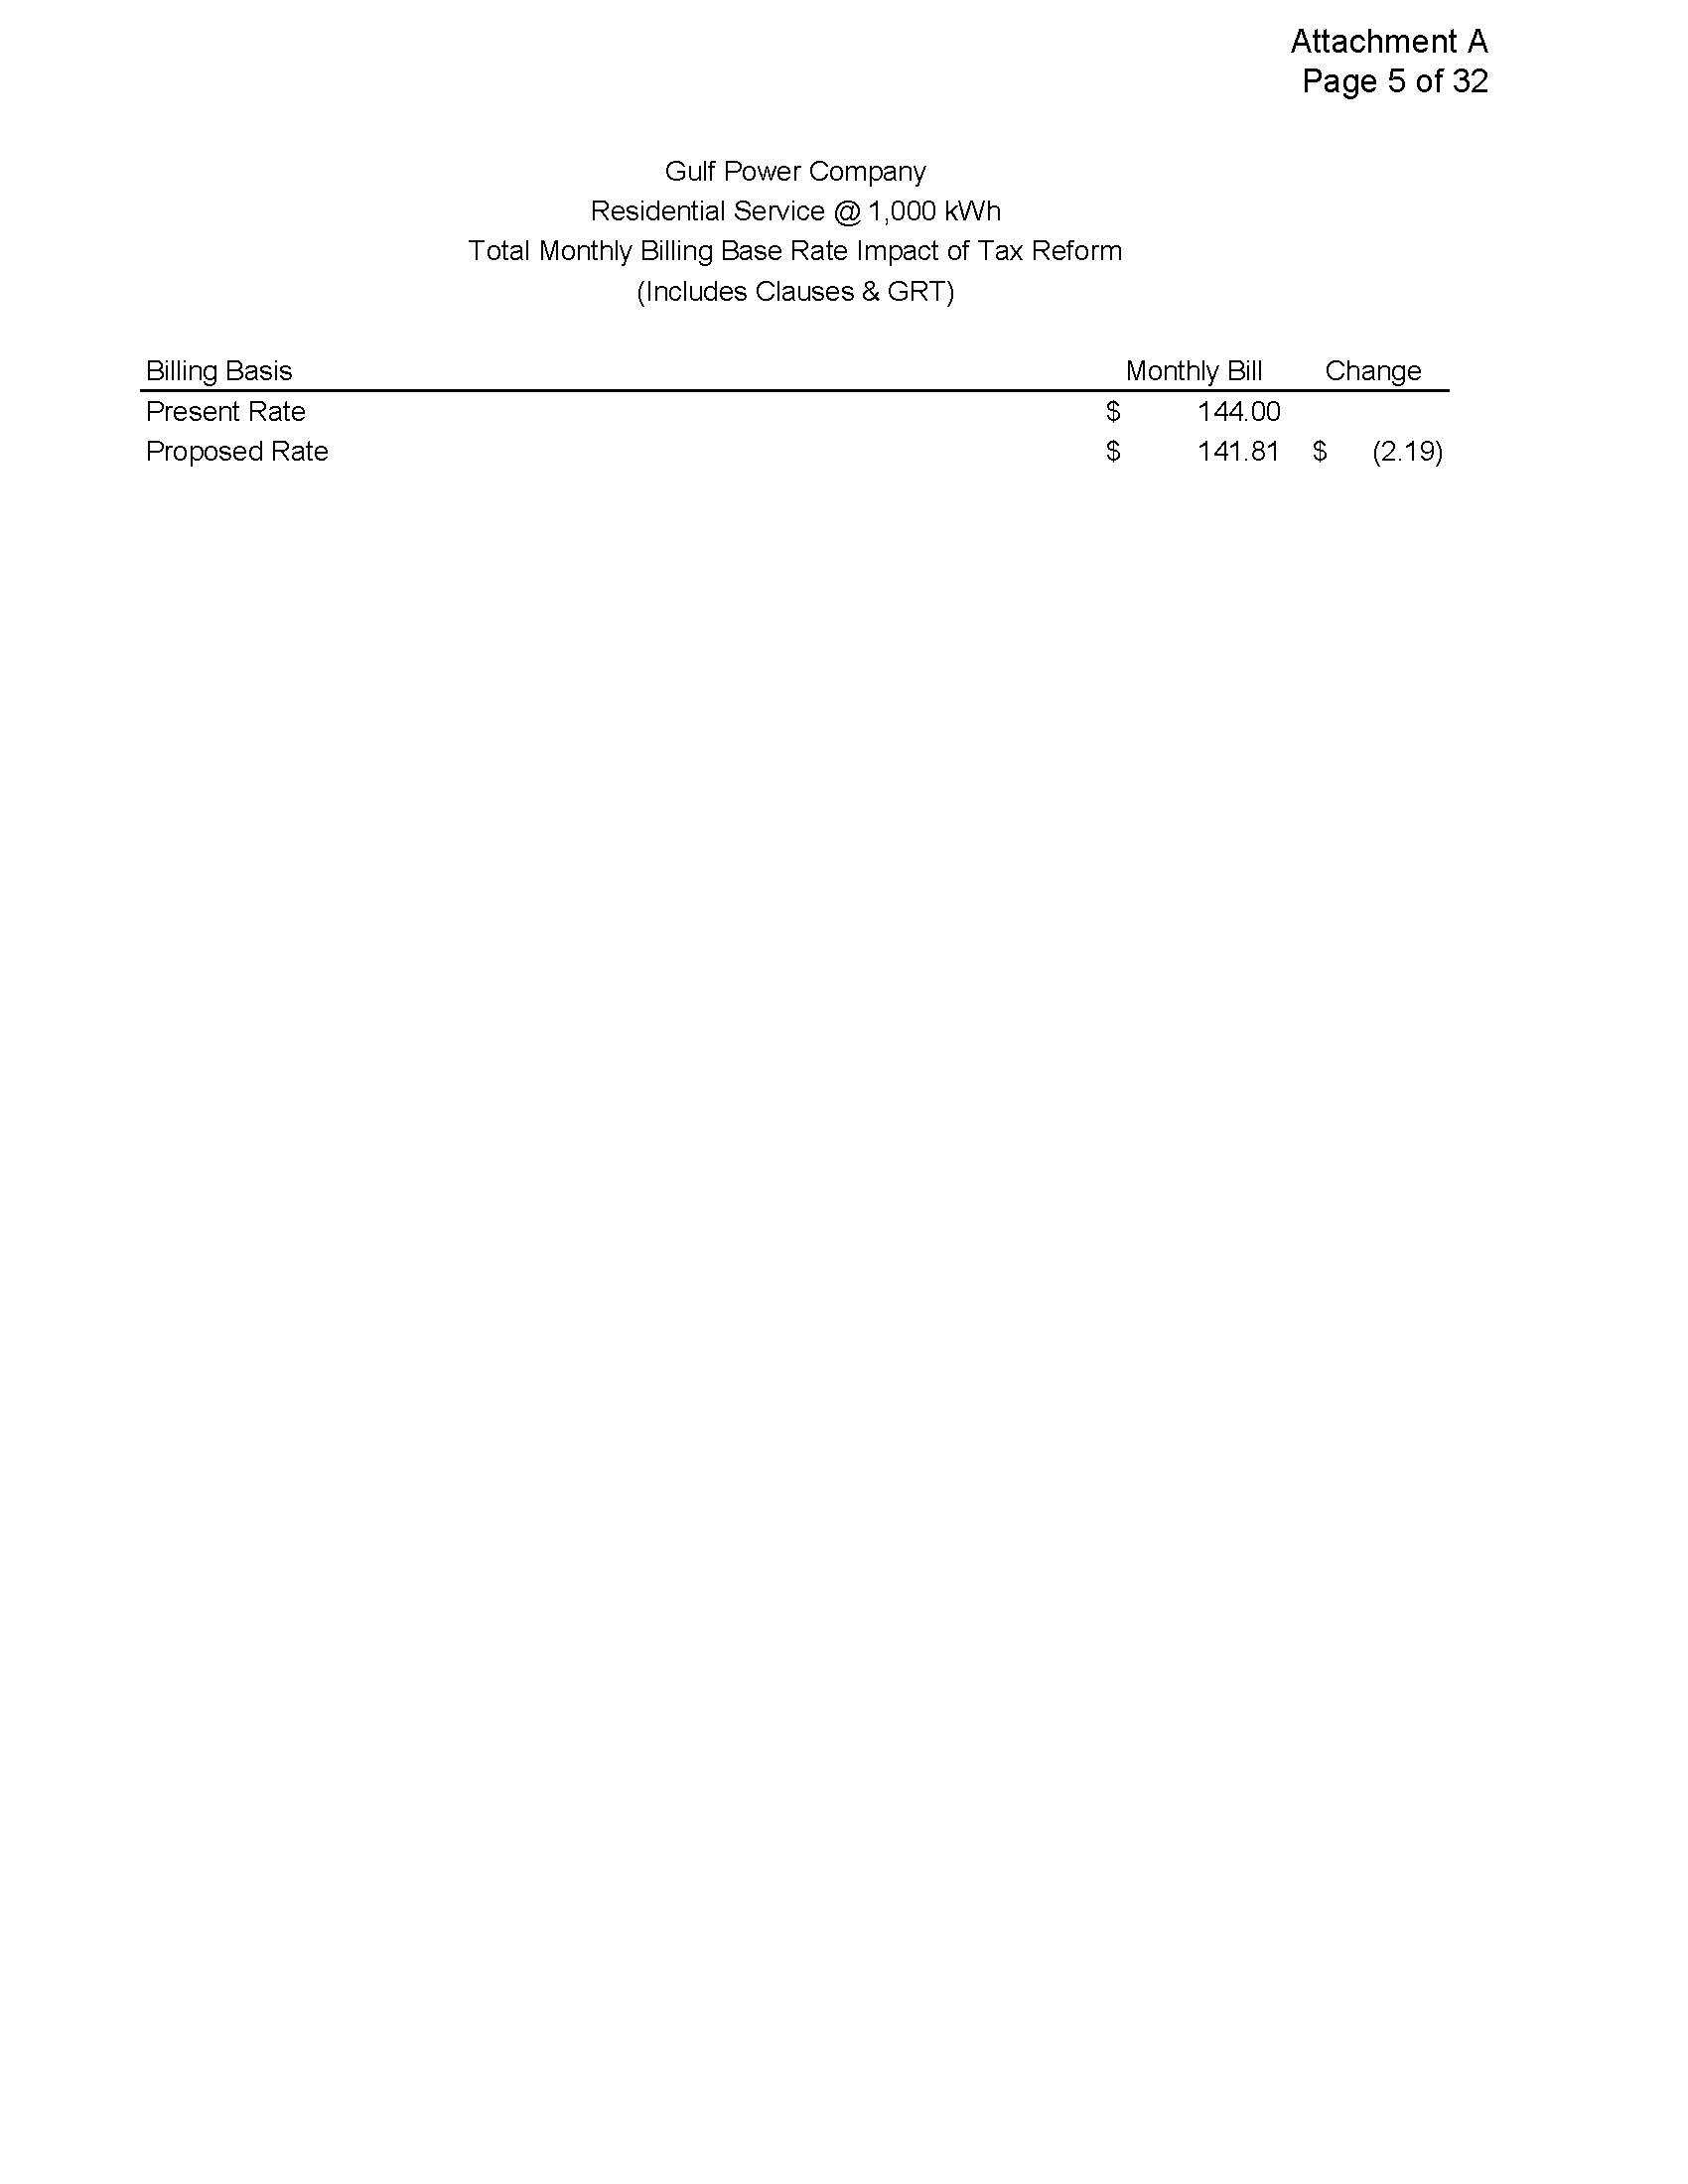 Attachment A
Page 5 of 32
Gulf Power Company
Residential Service @ 1,000 kWh
Total Monthly Billing Base Rate Impact of Tax Reform
(Includes Clauses & GRT)
Billing Basis Monthly Bill Change
Present Rate $ 144.00
Proposed Rate $ 141.81 $ (2.19)